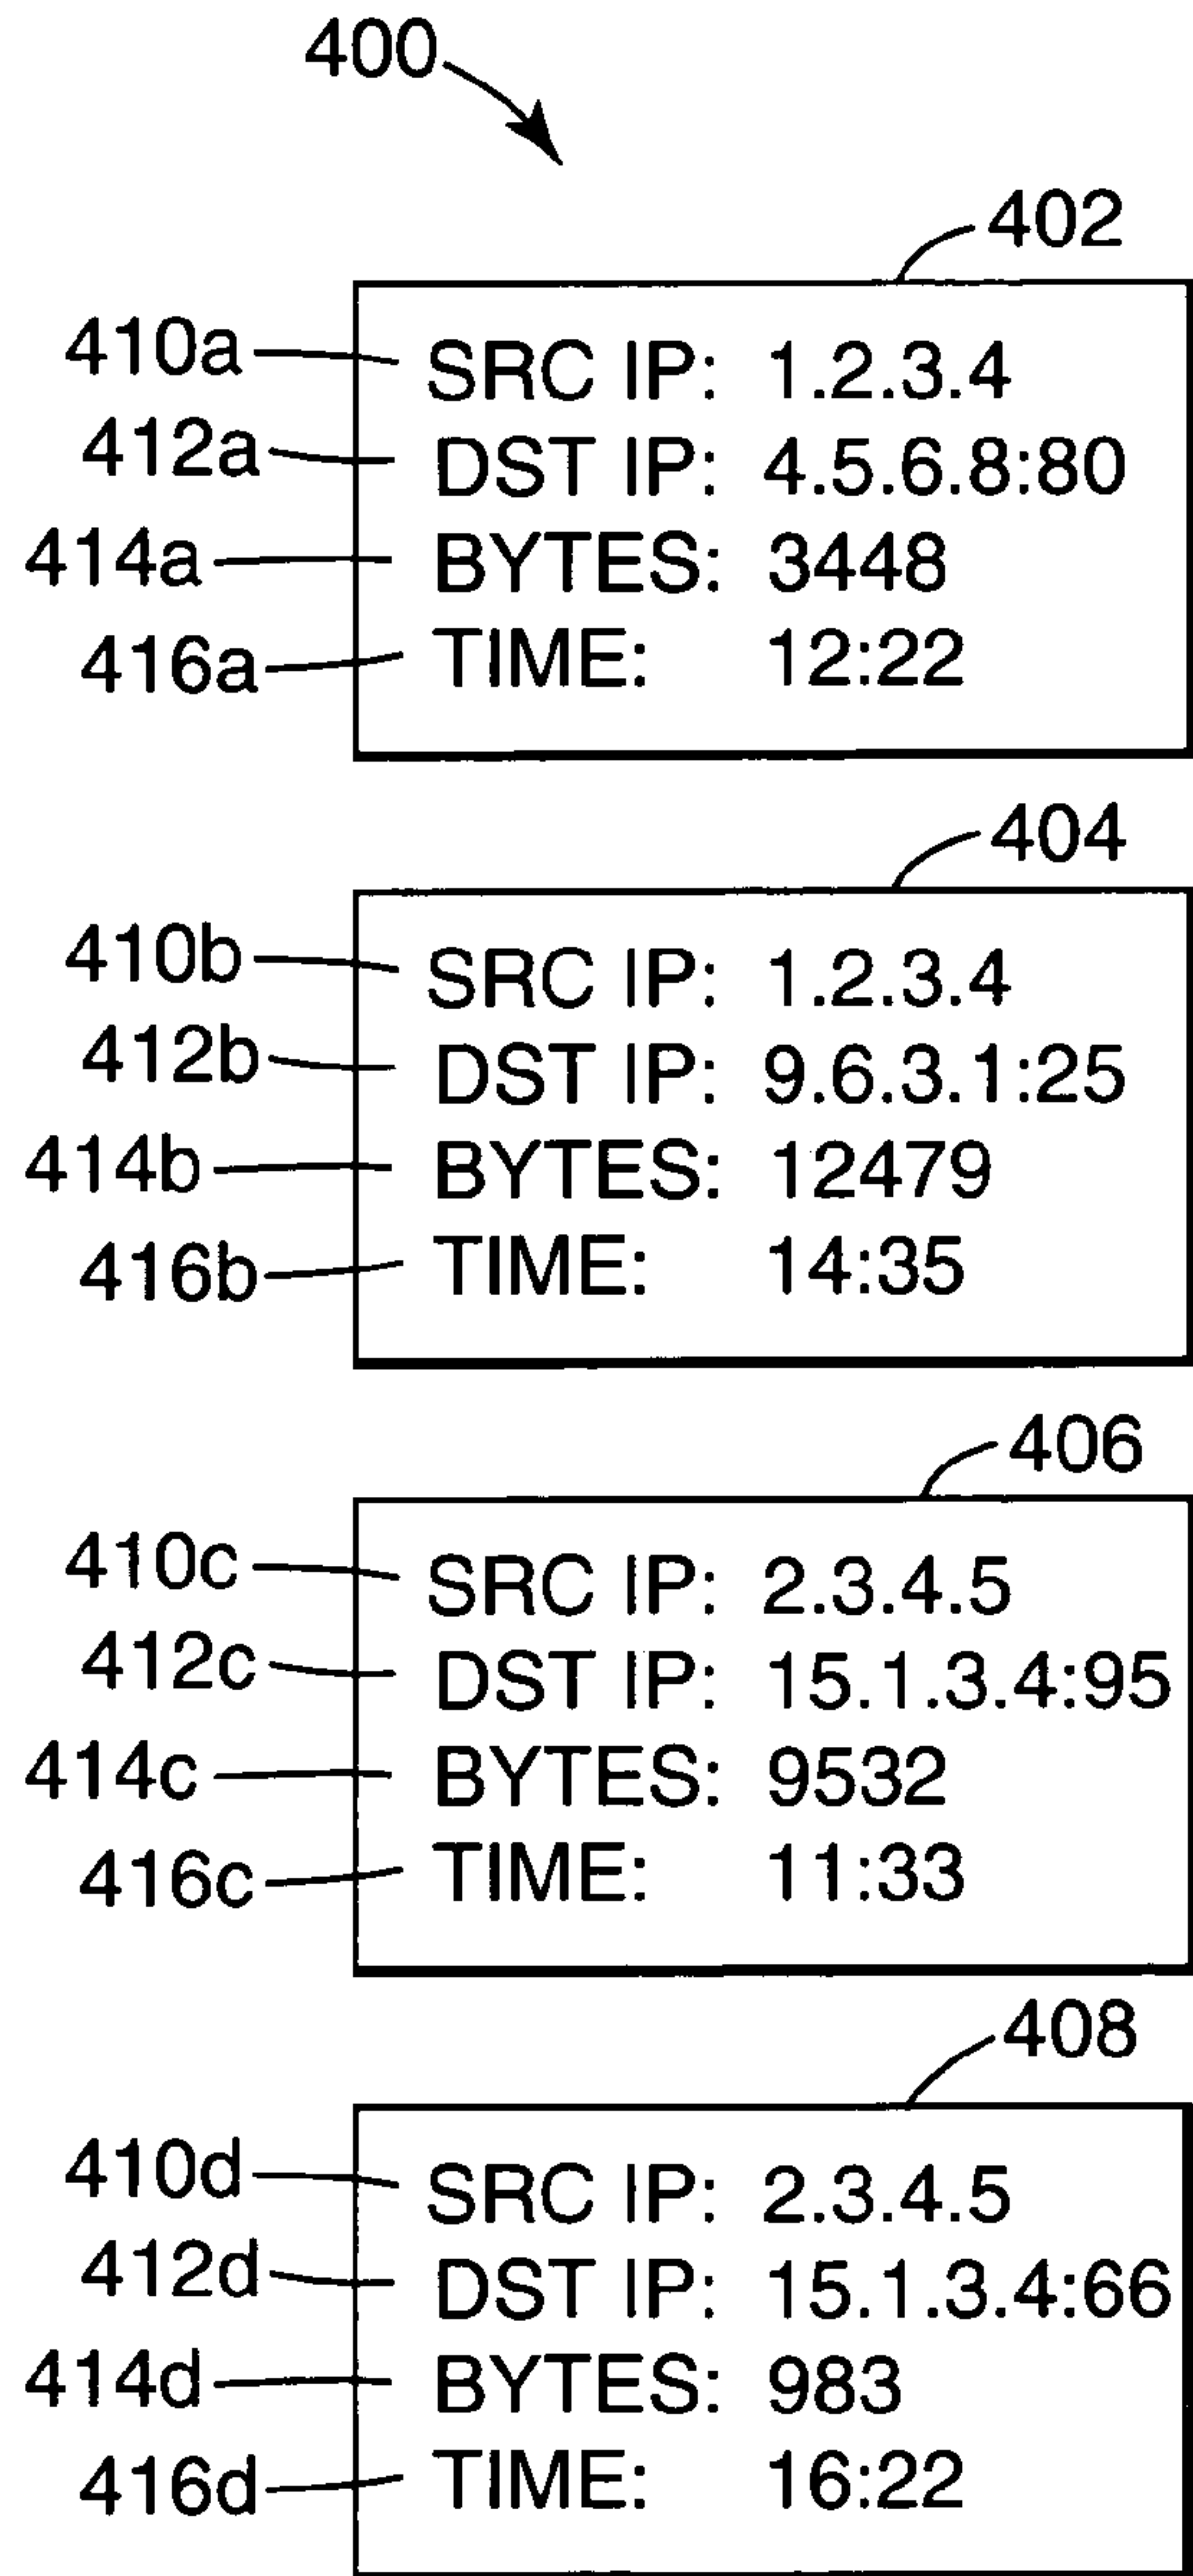 400
402
410a SRC IP: 1.2.3.4
412a DST IP: 4.5.6.8:80
414a BYTES: 3448
416a TIME: 12:22
404
410b SRC IP: 1.2.3.4
412b DST IP: 9.6.3.1:25
414b BYTES: 12479
416b TIME: 14:35
406
410c SRC IP: 2.3.4.5
412c DST IP: 15.1.3.4:95
414c BYTES: 9532
416c TIME: 11:33
408
410d SRC IP: 2.3.4.5
412d DST IP: 15.1.3.4:66
414d BYTES: 983
416d TIME: 16:22